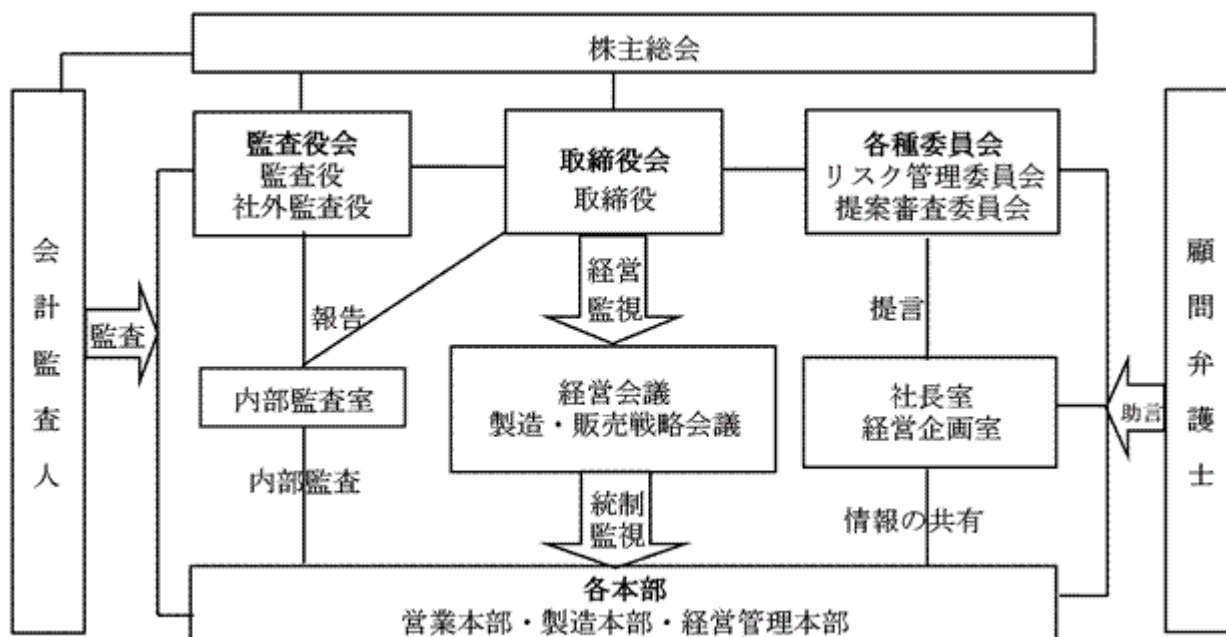 株主総会
監査役会
監査役
社外監査役
取締役会
取締役
各種委員会
リスク管理委員会
提案審査委員会
会計監査人
監査
報告
経営
監視
提言
顧問弁護士
助言
内部監査室
経営会議
製造・販売戦略会議
社長室
経営企画室
内部監査
統制
監視
情報の共有
各本部
営業本部・製造本部・経営管理本部